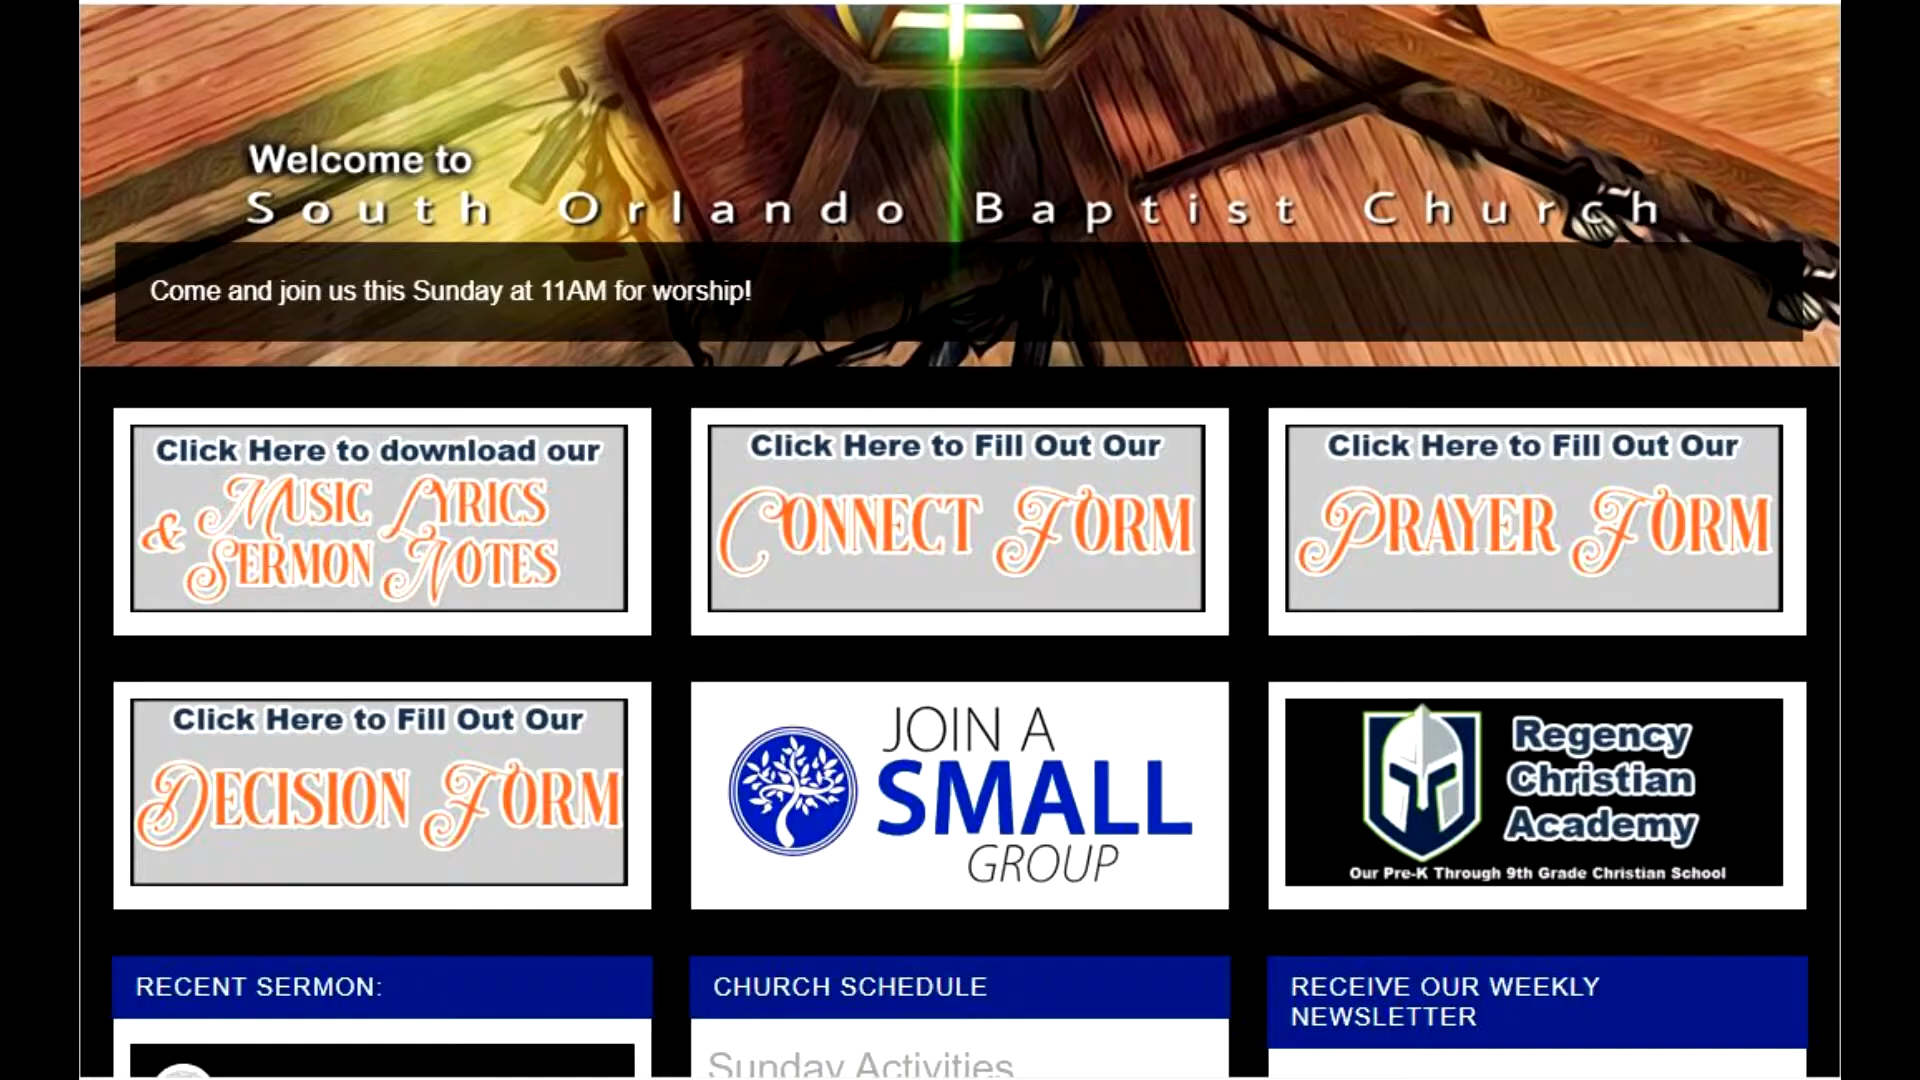 Welcome to
South Orlando Baptist Church
Come and join us this Sunday at 11AM for worship!
Click Here to download our
Music Lyrics
& Sermon Notes
Click Here to Fill Out Our
Connect Form
Click Here to Fill Out Our
Prayer Form
Click Here to Fill Out Our
Decision Form
JOIN A
SMALL
GROUP
Regency
Christian
Academy
Our Pre-K Through 9th Grade Christian School
RECENT SERMON:
CHURCH SCHEDULE
Sunday Activities
RECEIVE OUR WEEKLY
NEWSLETTER